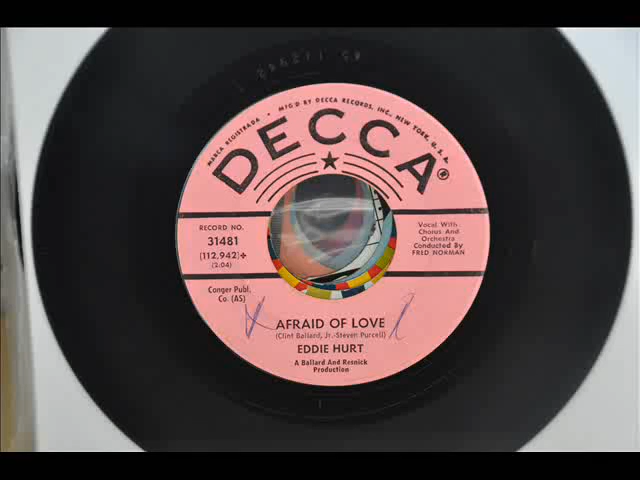 MARCA REGISTRADA • MFG'D BY DECCA RECORDS, INC., NEW YORK, U.S.A.
DECCA®
RECORD NO.
31481
(112,942)✤
(2:04)
Vocal With
Chorus And
Orchestra
Conducted By
FRED NORMAN
Conger Publ.
Co. (AS)
AFRAID OF LOVE
(Clint Ballard, Jr.-Steven Purcell)
EDDIE HURT
A Ballard And Resnick
Production